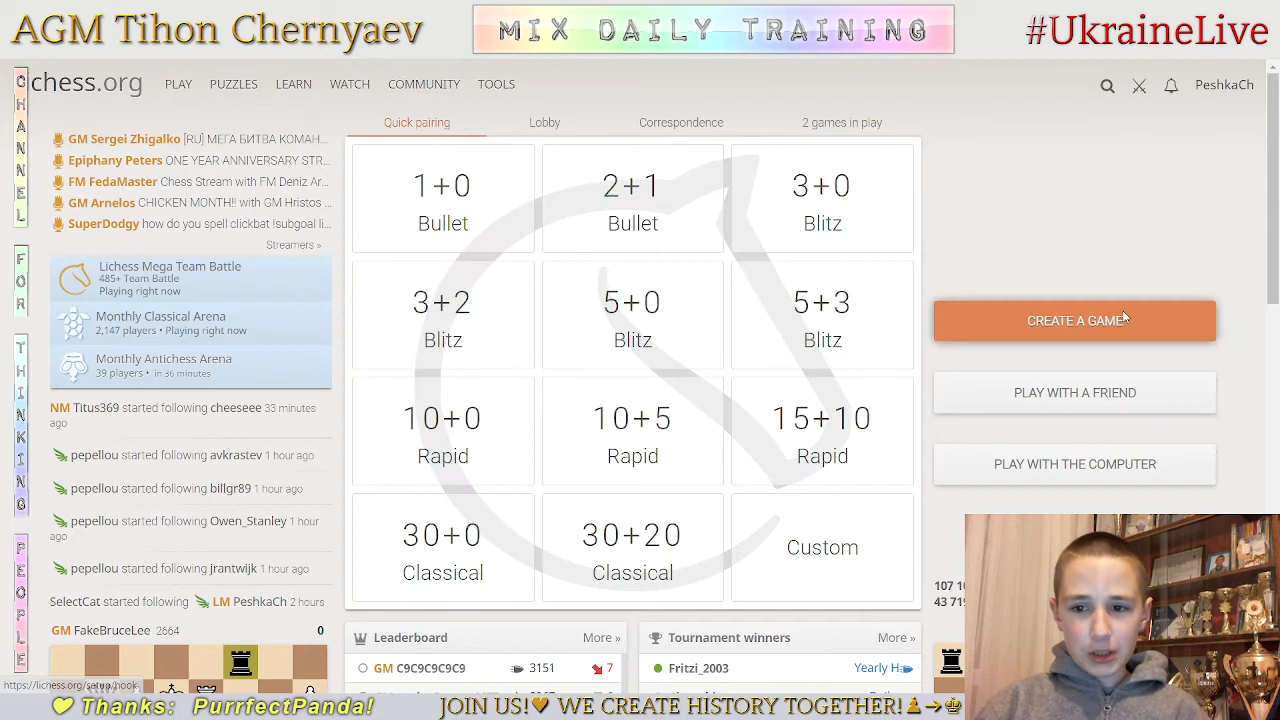 AGM Tihon Chernyaev
MIX DAILY TRAINING
#UkraineLive
CHANNEL
FOR
THINKING
PEOPLE
chess.org
PLAY
PUZZLES
LEARN
WATCH
COMMUNITY
TOOLS
PeshkaCh
GM Sergei Zhigalko [RU] МЕГА БИТВА КОМАН...
Epiphany Peters ONE YEAR ANNIVERSARY STR...
FM FedaMaster Chess Stream with FM Deniz Ar...
GM Arnelos CHICKEN MONTH!! with GM Hristos ...
SuperDodgy how do you spell clickbat !subgoal li...
Streamers »
Lichess Mega Team Battle
485+ Team Battle
Playing right now
Monthly Classical Arena
2,147 players • Playing right now
Monthly Antichess Arena
39 players • in 36 minutes
NM Titus369 started following cheeseee 33 minutes
ago
pepellou started following avkrastev 1 hour ago
pepellou started following billgr89 1 hour ago
pepellou started following Owen_Stanley 1 hour
ago
pepellou started following jrantwijk 1 hour ago
SelectCat started following LM PeshkaCh 2 hours
GM FakeBruceLee 2664 0
https://lichess.org/setup/hook
Quick pairing
Lobby
Correspondence
2 games in play
1+0
Bullet
2+1
Bullet
3+0
Blitz
3+2
Blitz
5+0
Blitz
5+3
Blitz
10+0
Rapid
10+5
Rapid
15+10
Rapid
30+0
Classical
30+20
Classical
Custom
CREATE A GAME
PLAY WITH A FRIEND
PLAY WITH THE COMPUTER
Leaderboard
More »
GM C9C9C9C9C9 3151 7
Tournament winners
More »
Fritzi_2003 Yearly H
Thanks: PurrfectPanda!
JOIN US! WE CREATE HISTORY TOGETHER!